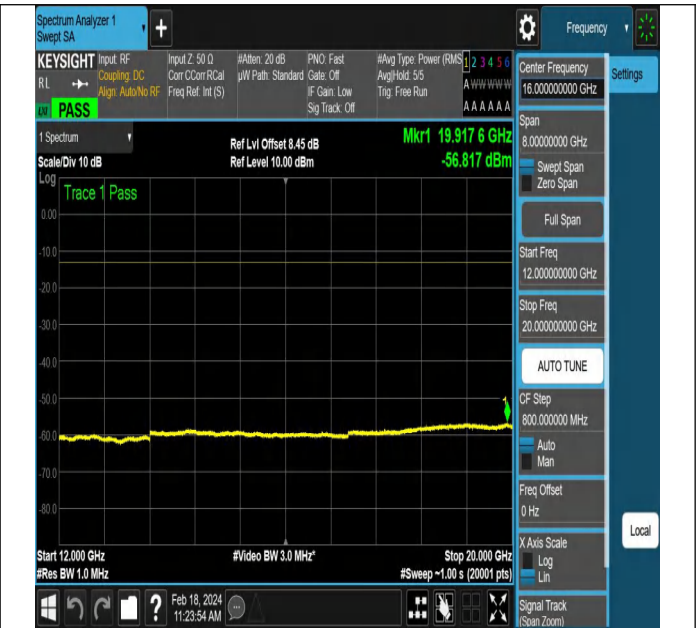 Spectrum Analyzer 1
Swept SA
Frequency
KEYSIGHT
RL
PASS
Input: RF
Coupling: DC
Align: Auto/No RF
Input Z: 50 Ω
Corr CCorr RCal
Freq Ref: Int (S)
#Atten: 20 dB
µW Path: Standard
PNO: Fast
Gate: Off
IF Gain: Low
Sig Track: Off
#Avg Type: Power (RMS
Avg|Hold: 5/5
Trig: Free Run
1 2 3 4 5 6
A W W W W W
A A A A A A
1 Spectrum
Scale/Div 10 dB
Ref Lvl Offset 8.45 dB
Ref Level 10.00 dBm
Mkr1 19.917 6 GHz
-56.817 dBm
Log
Trace 1 Pass
0.00
-10.0
-20.0
-30.0
-40.0
-50.0
-60.0
-70.0
-80.0
1
Start 12.000 GHz
#Res BW 1.0 MHz
#Video BW 3.0 MHz*
Stop 20.000 GHz
#Sweep ~1.00 s (20001 pts)
Feb 18, 2024
11:23:54 AM
Center Frequency
16.000000000 GHz
Settings
Span
8.00000000 GHz
Swept Span
Zero Span
Full Span
Start Freq
12.000000000 GHz
Stop Freq
20.000000000 GHz
AUTO TUNE
CF Step
800.000000 MHz
Auto
Man
Freq Offset
0 Hz
Local
X Axis Scale
Log
Lin
Signal Track
(Span Zoom)